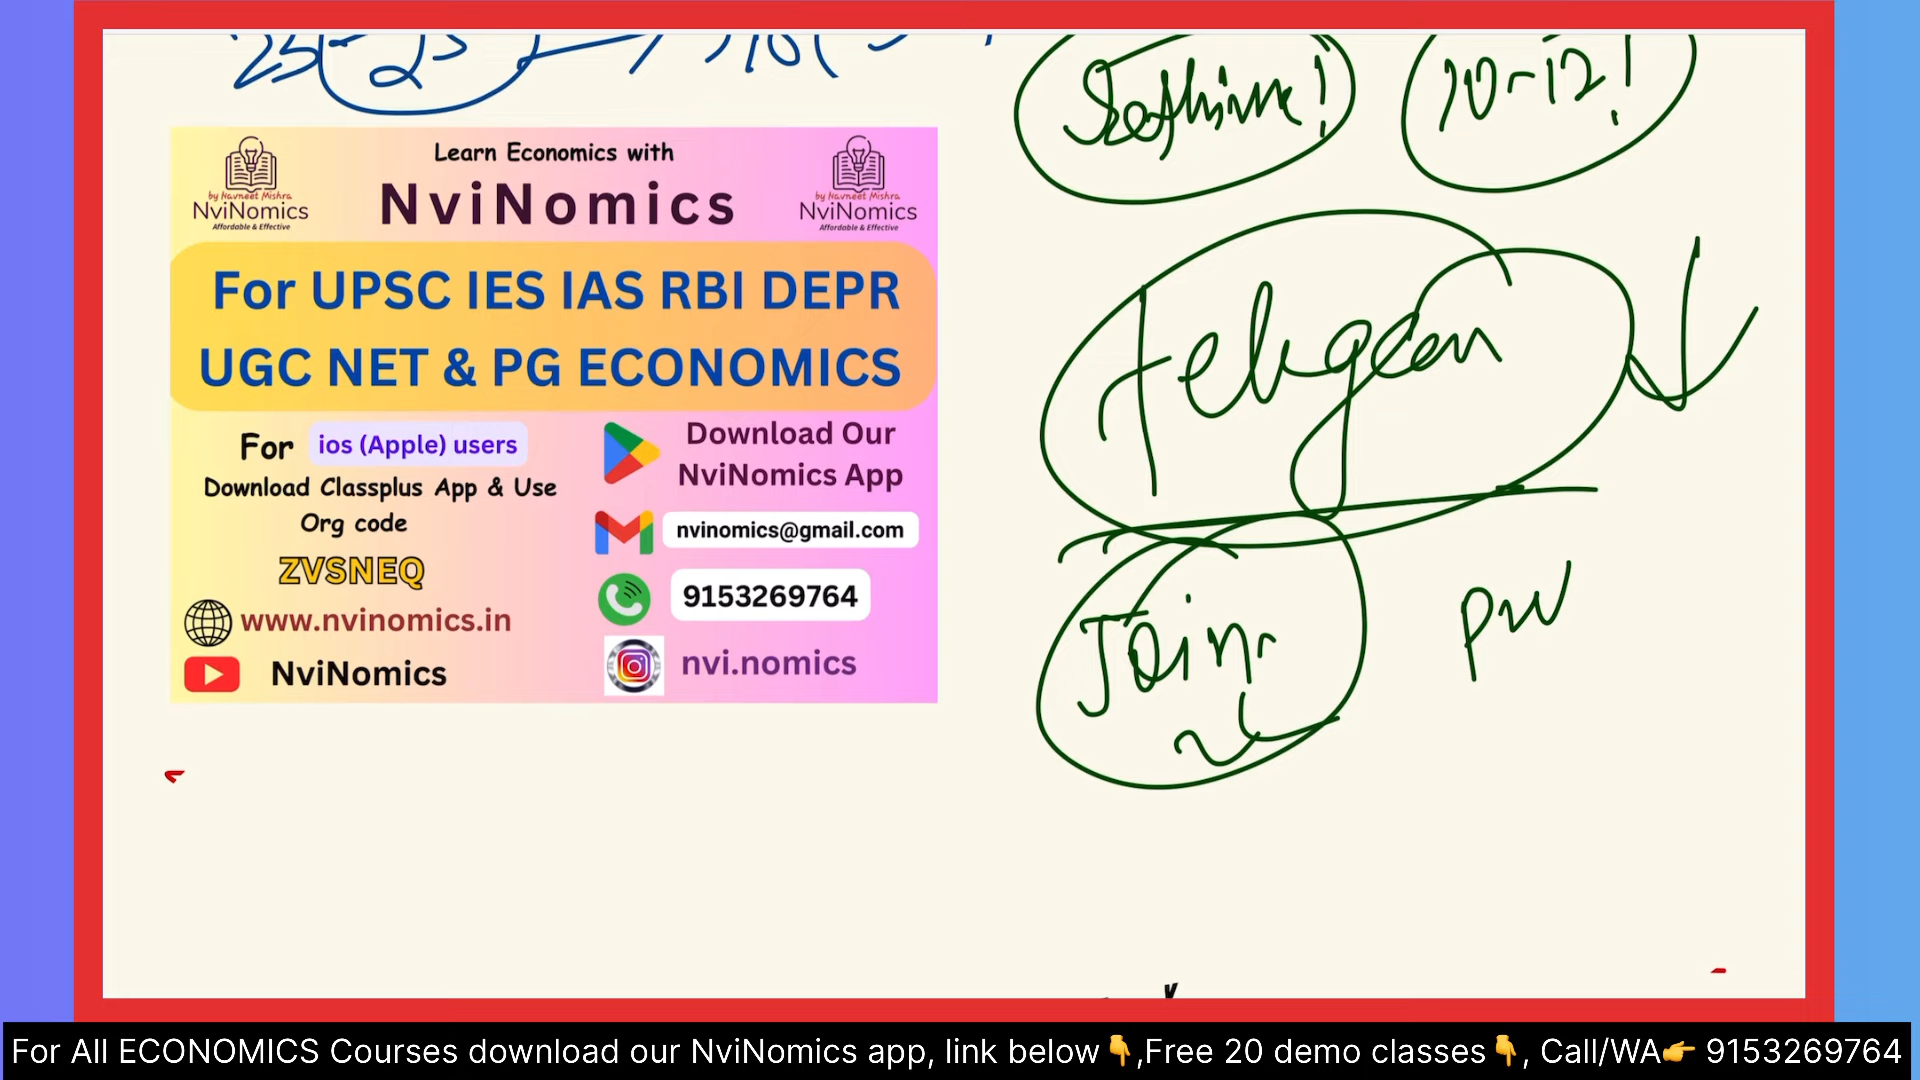 10-12!
by Navneet Mishra
NviNomics
Affordable & Effective
Learn Economics with
NviNomics
by Navneet Mishra
NviNomics
Affordable & Effective
For UPSC IES IAS RBI DEPR
UGC NET & PG ECONOMICS
For ios (Apple) users
Download Classplus App & Use
Org code
ZVSNEQ
www.nvinomics.in
NviNomics
Download Our
NviNomics App
nvinomics@gmail.com
9153269764
nvi.nomics
Join
For All ECONOMICS Courses download our NviNomics app, link below👇,Free 20 demo classes👇, Call/WA👉 9153269764